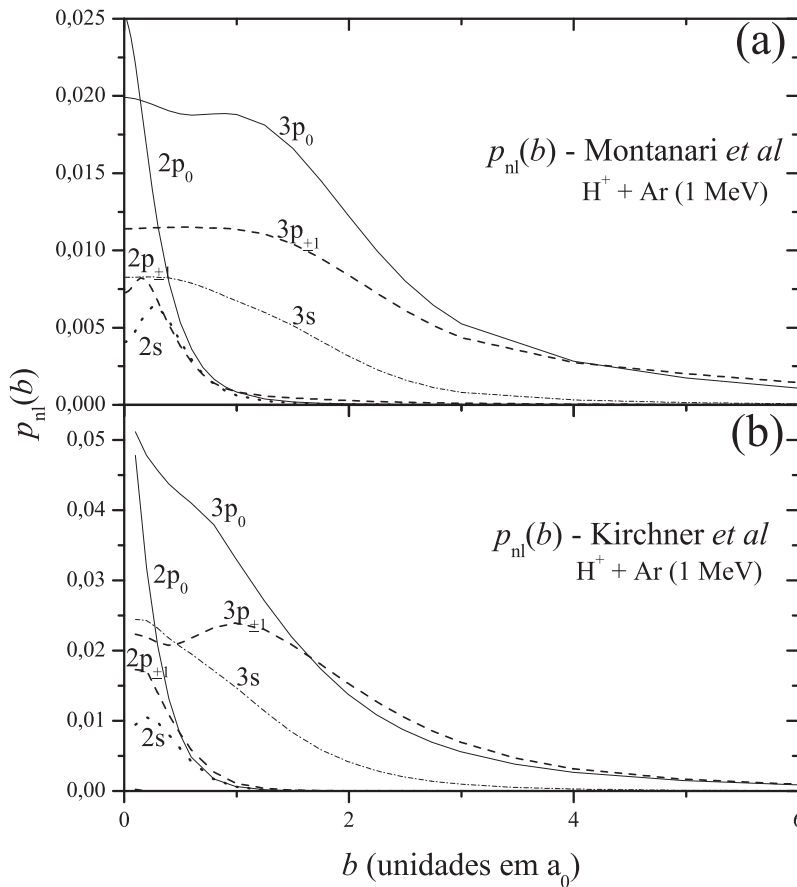 (a)
0,025
0,020
0,015
0,010
0,005
0,000
3p0
2p0
3p±1
2p±1
3s
2s
pnl(b) - Montanari et al
H+ + Ar (1 MeV)
pnl(b)
(b)
0,05
0,04
0,03
0,02
0,01
0,00
3p0
2p0
3p±1
2p±1
3s
2s
pnl(b) - Kirchner et al
H+ + Ar (1 MeV)
0 2 4 6
b (unidades em a0)